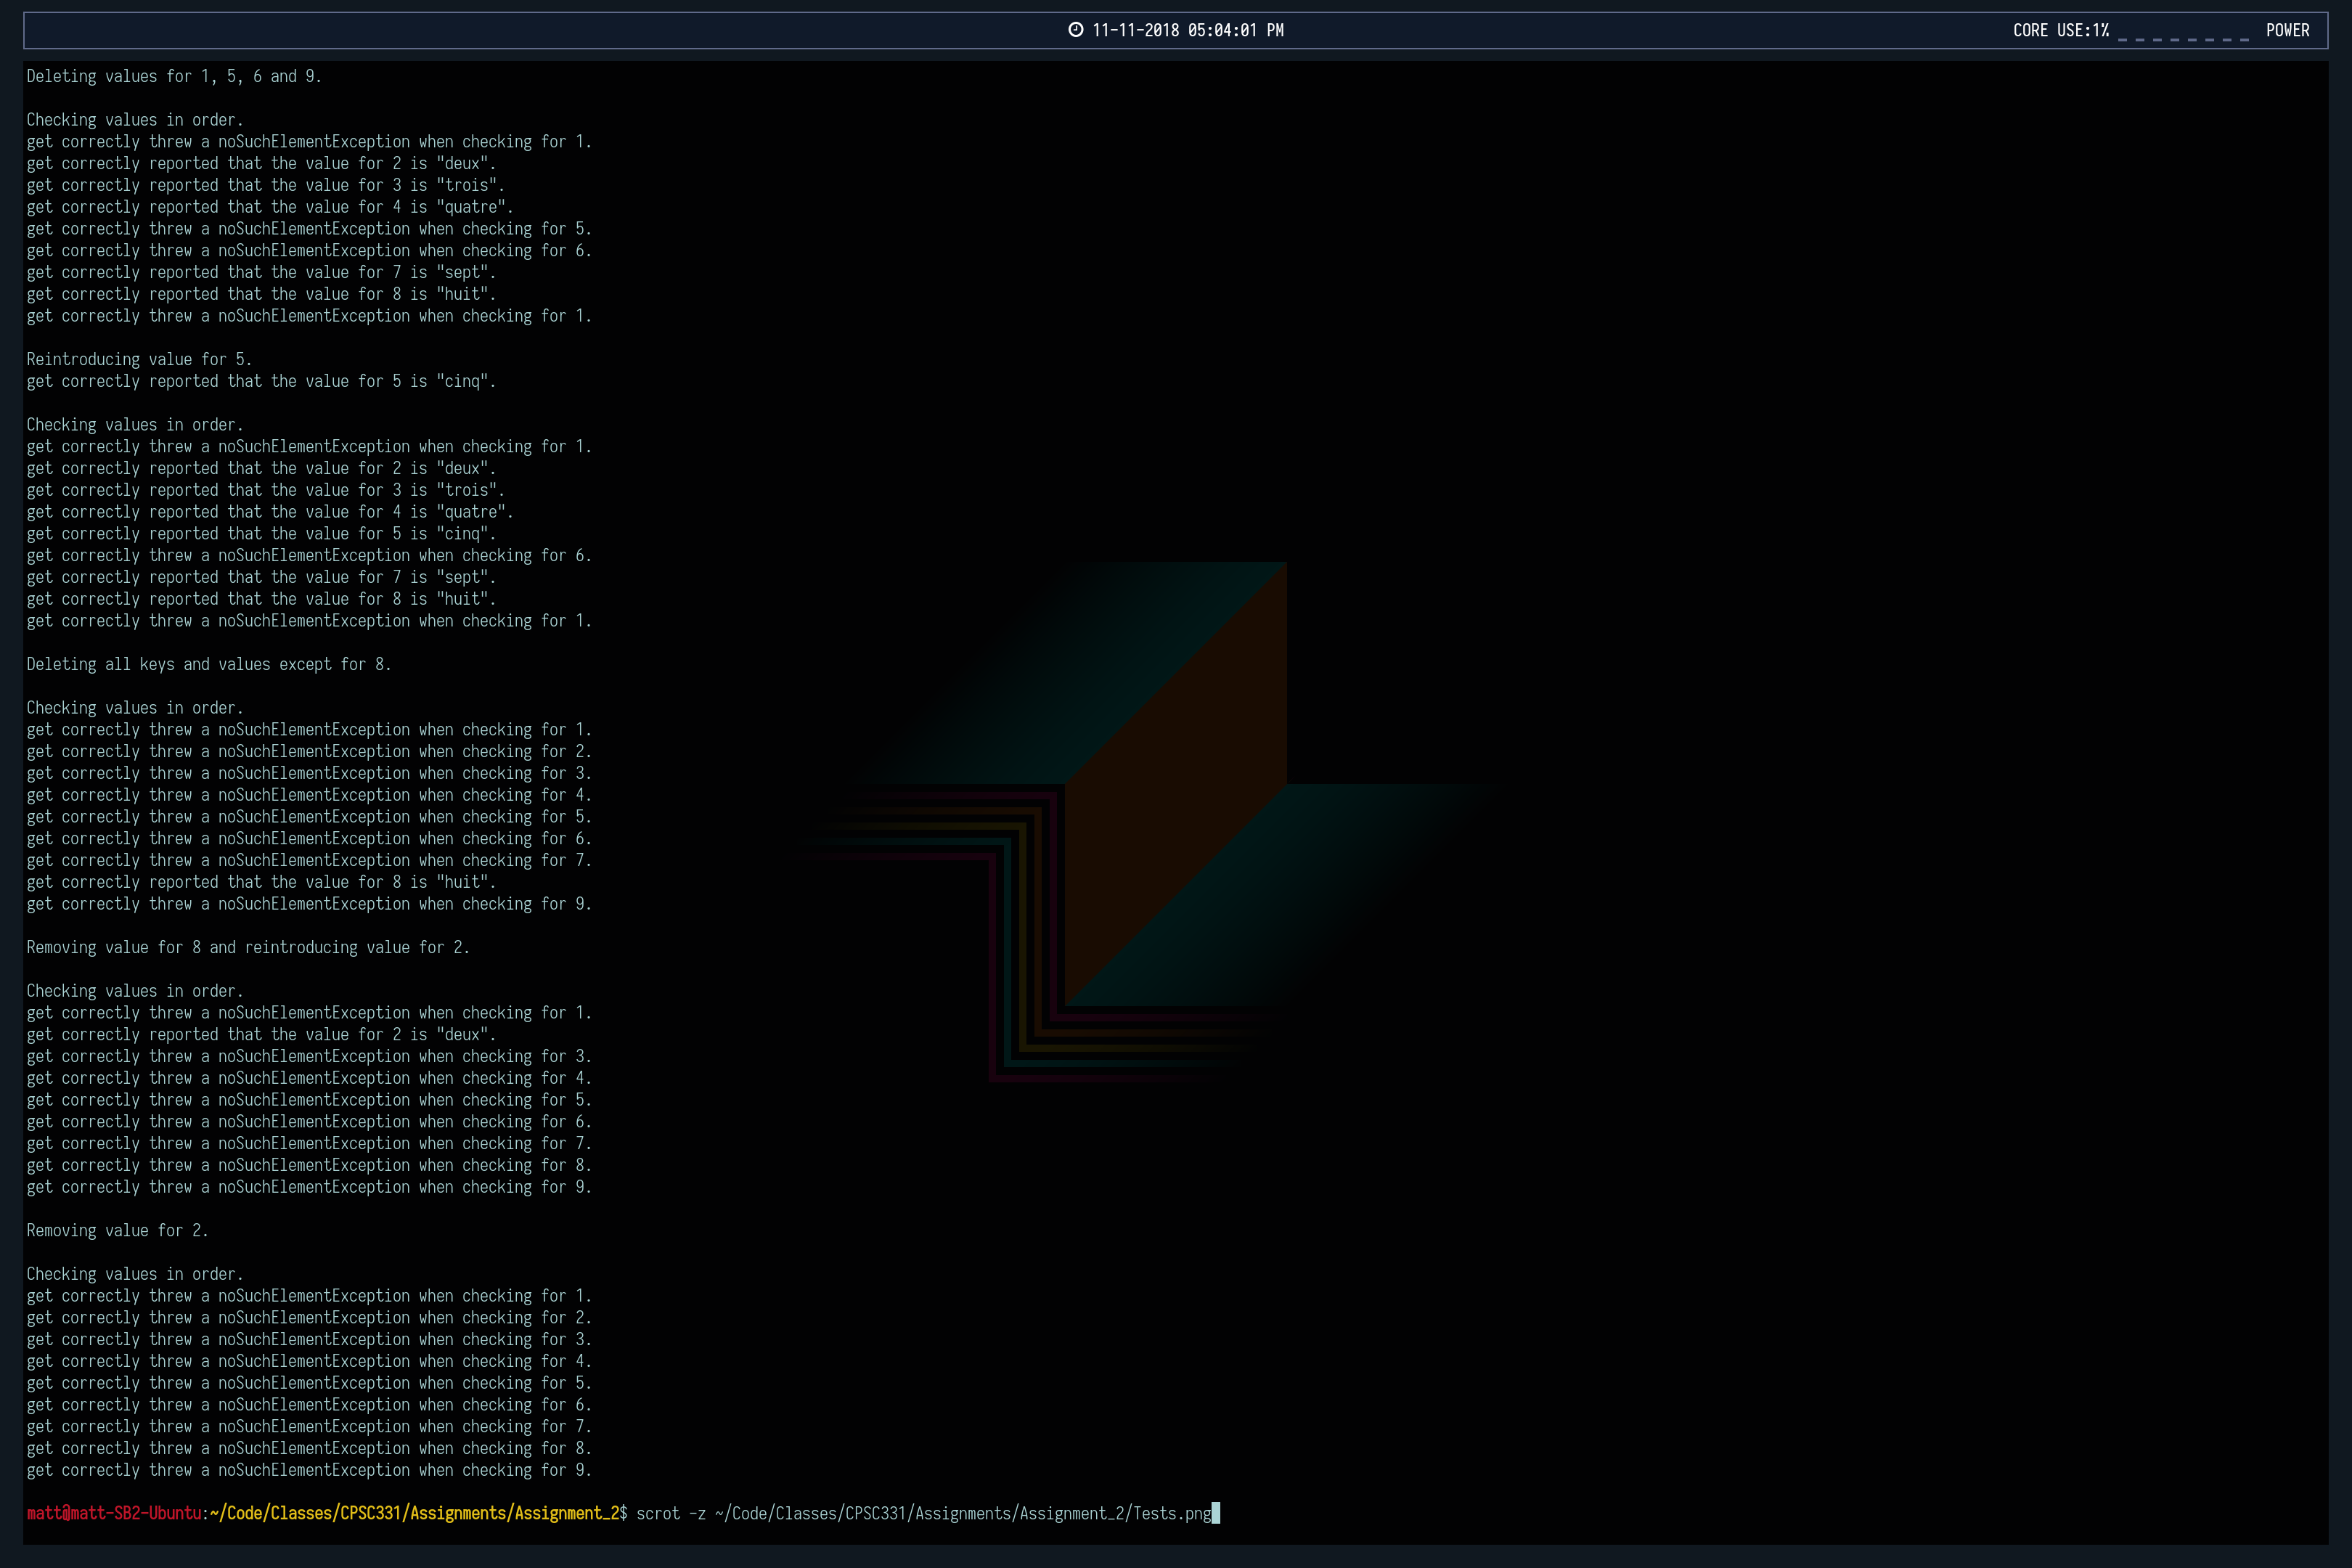 11-11-2018 05:04:01 PM
CORE USE:1% POWER
Deleting values for 1, 5, 6 and 9.
Checking values in order.
get correctly threw a noSuchElementException when checking for 1.
get correctly reported that the value for 2 is "deux".
get correctly reported that the value for 3 is "trois".
get correctly reported that the value for 4 is "quatre".
get correctly threw a noSuchElementException when checking for 5.
get correctly threw a noSuchElementException when checking for 6.
get correctly reported that the value for 7 is "sept".
get correctly reported that the value for 8 is "huit".
get correctly threw a noSuchElementException when checking for 1.
Reintroducing value for 5.
get correctly reported that the value for 5 is "cinq".
Checking values in order.
get correctly threw a noSuchElementException when checking for 1.
get correctly reported that the value for 2 is "deux".
get correctly reported that the value for 3 is "trois".
get correctly reported that the value for 4 is "quatre".
get correctly reported that the value for 5 is "cinq".
get correctly threw a noSuchElementException when checking for 6.
get correctly reported that the value for 7 is "sept".
get correctly reported that the value for 8 is "huit".
get correctly threw a noSuchElementException when checking for 1.
Deleting all keys and values except for 8.
Checking values in order.
get correctly threw a noSuchElementException when checking for 1.
get correctly threw a noSuchElementException when checking for 2.
get correctly threw a noSuchElementException when checking for 3.
get correctly threw a noSuchElementException when checking for 4.
get correctly threw a noSuchElementException when checking for 5.
get correctly threw a noSuchElementException when checking for 6.
get correctly threw a noSuchElementException when checking for 7.
get correctly reported that the value for 8 is "huit".
get correctly threw a noSuchElementException when checking for 9.
Removing value for 8 and reintroducing value for 2.
Checking values in order.
get correctly threw a noSuchElementException when checking for 1.
get correctly reported that the value for 2 is "deux".
get correctly threw a noSuchElementException when checking for 3.
get correctly threw a noSuchElementException when checking for 4.
get correctly threw a noSuchElementException when checking for 5.
get correctly threw a noSuchElementException when checking for 6.
get correctly threw a noSuchElementException when checking for 7.
get correctly threw a noSuchElementException when checking for 8.
get correctly threw a noSuchElementException when checking for 9.
Removing value for 2.
Checking values in order.
get correctly threw a noSuchElementException when checking for 1.
get correctly threw a noSuchElementException when checking for 2.
get correctly threw a noSuchElementException when checking for 3.
get correctly threw a noSuchElementException when checking for 4.
get correctly threw a noSuchElementException when checking for 5.
get correctly threw a noSuchElementException when checking for 6.
get correctly threw a noSuchElementException when checking for 7.
get correctly threw a noSuchElementException when checking for 8.
get correctly threw a noSuchElementException when checking for 9.
matt@matt-SB2-Ubuntu:~/Code/Classes/CPSC331/Assignments/Assignment_2$ scrot -z ~/Code/Classes/CPSC331/Assignments/Assignment_2/Tests.png